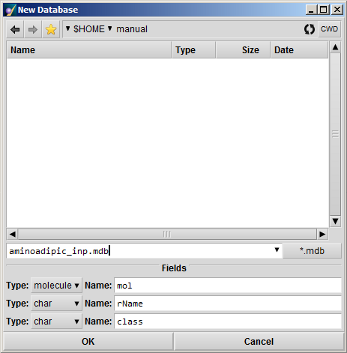 New Database
$HOME manual CWD
Name Type Size Date
aminoadipic_inp.mdb *.mdb
Fields
Type: molecule Name: mol
Type: char Name: rName
Type: char Name: class
OK Cancel